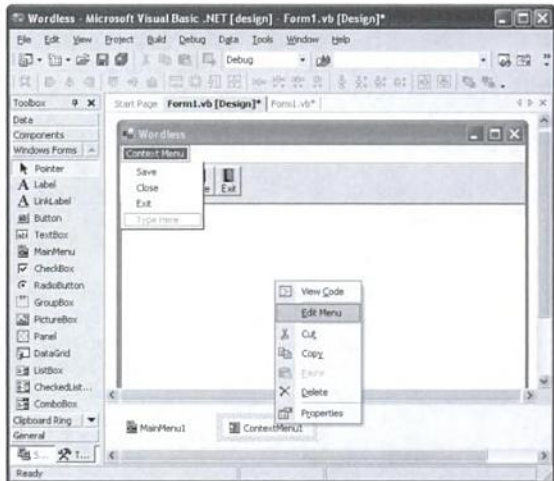 Wordless - Microsoft Visual Basic .NET [design] - Form1.vb [Design]*
File Edit View Project Build Debug Data Tools Window Help
Debug
Toolbox
Start Page Form1.vb [Design]* Form1.vb*
Data
Components
Windows Forms
Pointer
Label
LinkLabel
Button
TextBox
MainMenu
CheckBox
RadioButton
GroupBox
PictureBox
Panel
DataGrid
ListBox
CheckedList...
ComboBox
Clipboard Ring
General
S... T...
Wordless
Context Menu
Save
Close
Exit
Type Here
e Exit
View Code
Edit Menu
Cut
Copy
Paste
Delete
Properties
MainMenu1 ContextMenu1
Ready